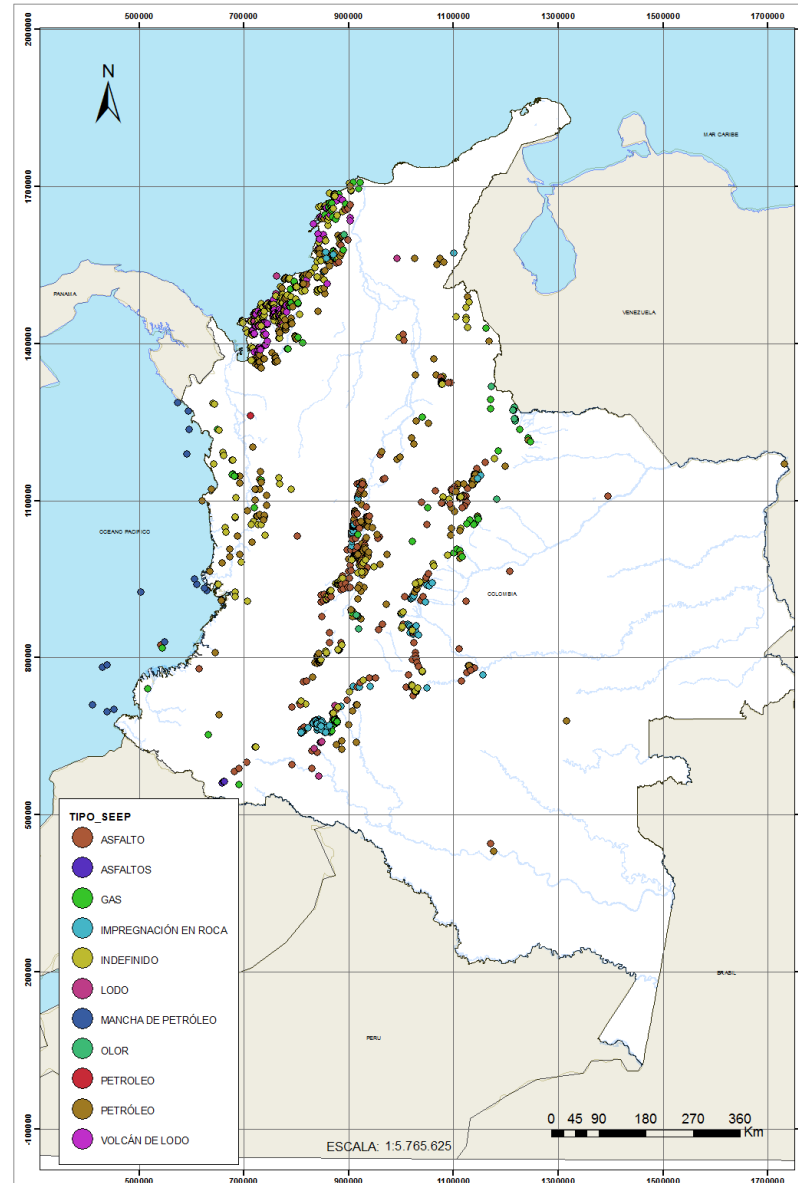 500000 700000 900000 1100000 1300000 1500000 1700000
2000000
N
MAR CARIBE
1700000
PANAMA
VENEZUELA
1400000
1100000
OCEANO PACIFICO
COLOMBIA
800000
500000
TIPO_SEEP
ASFALTO
ASFALTOS
GAS
IMPREGNACIÓN EN ROCA
INDEFINIDO
LODO
MANCHA DE PETRÓLEO
OLOR
PETROLEO
PETRÓLEO
VOLCÁN DE LODO
200000
BRASIL
PERU
-100000
ESCALA: 1:5.765.625
0 45 90 180 270 360
Km
500000 700000 900000 1100000 1300000 1500000 1700000